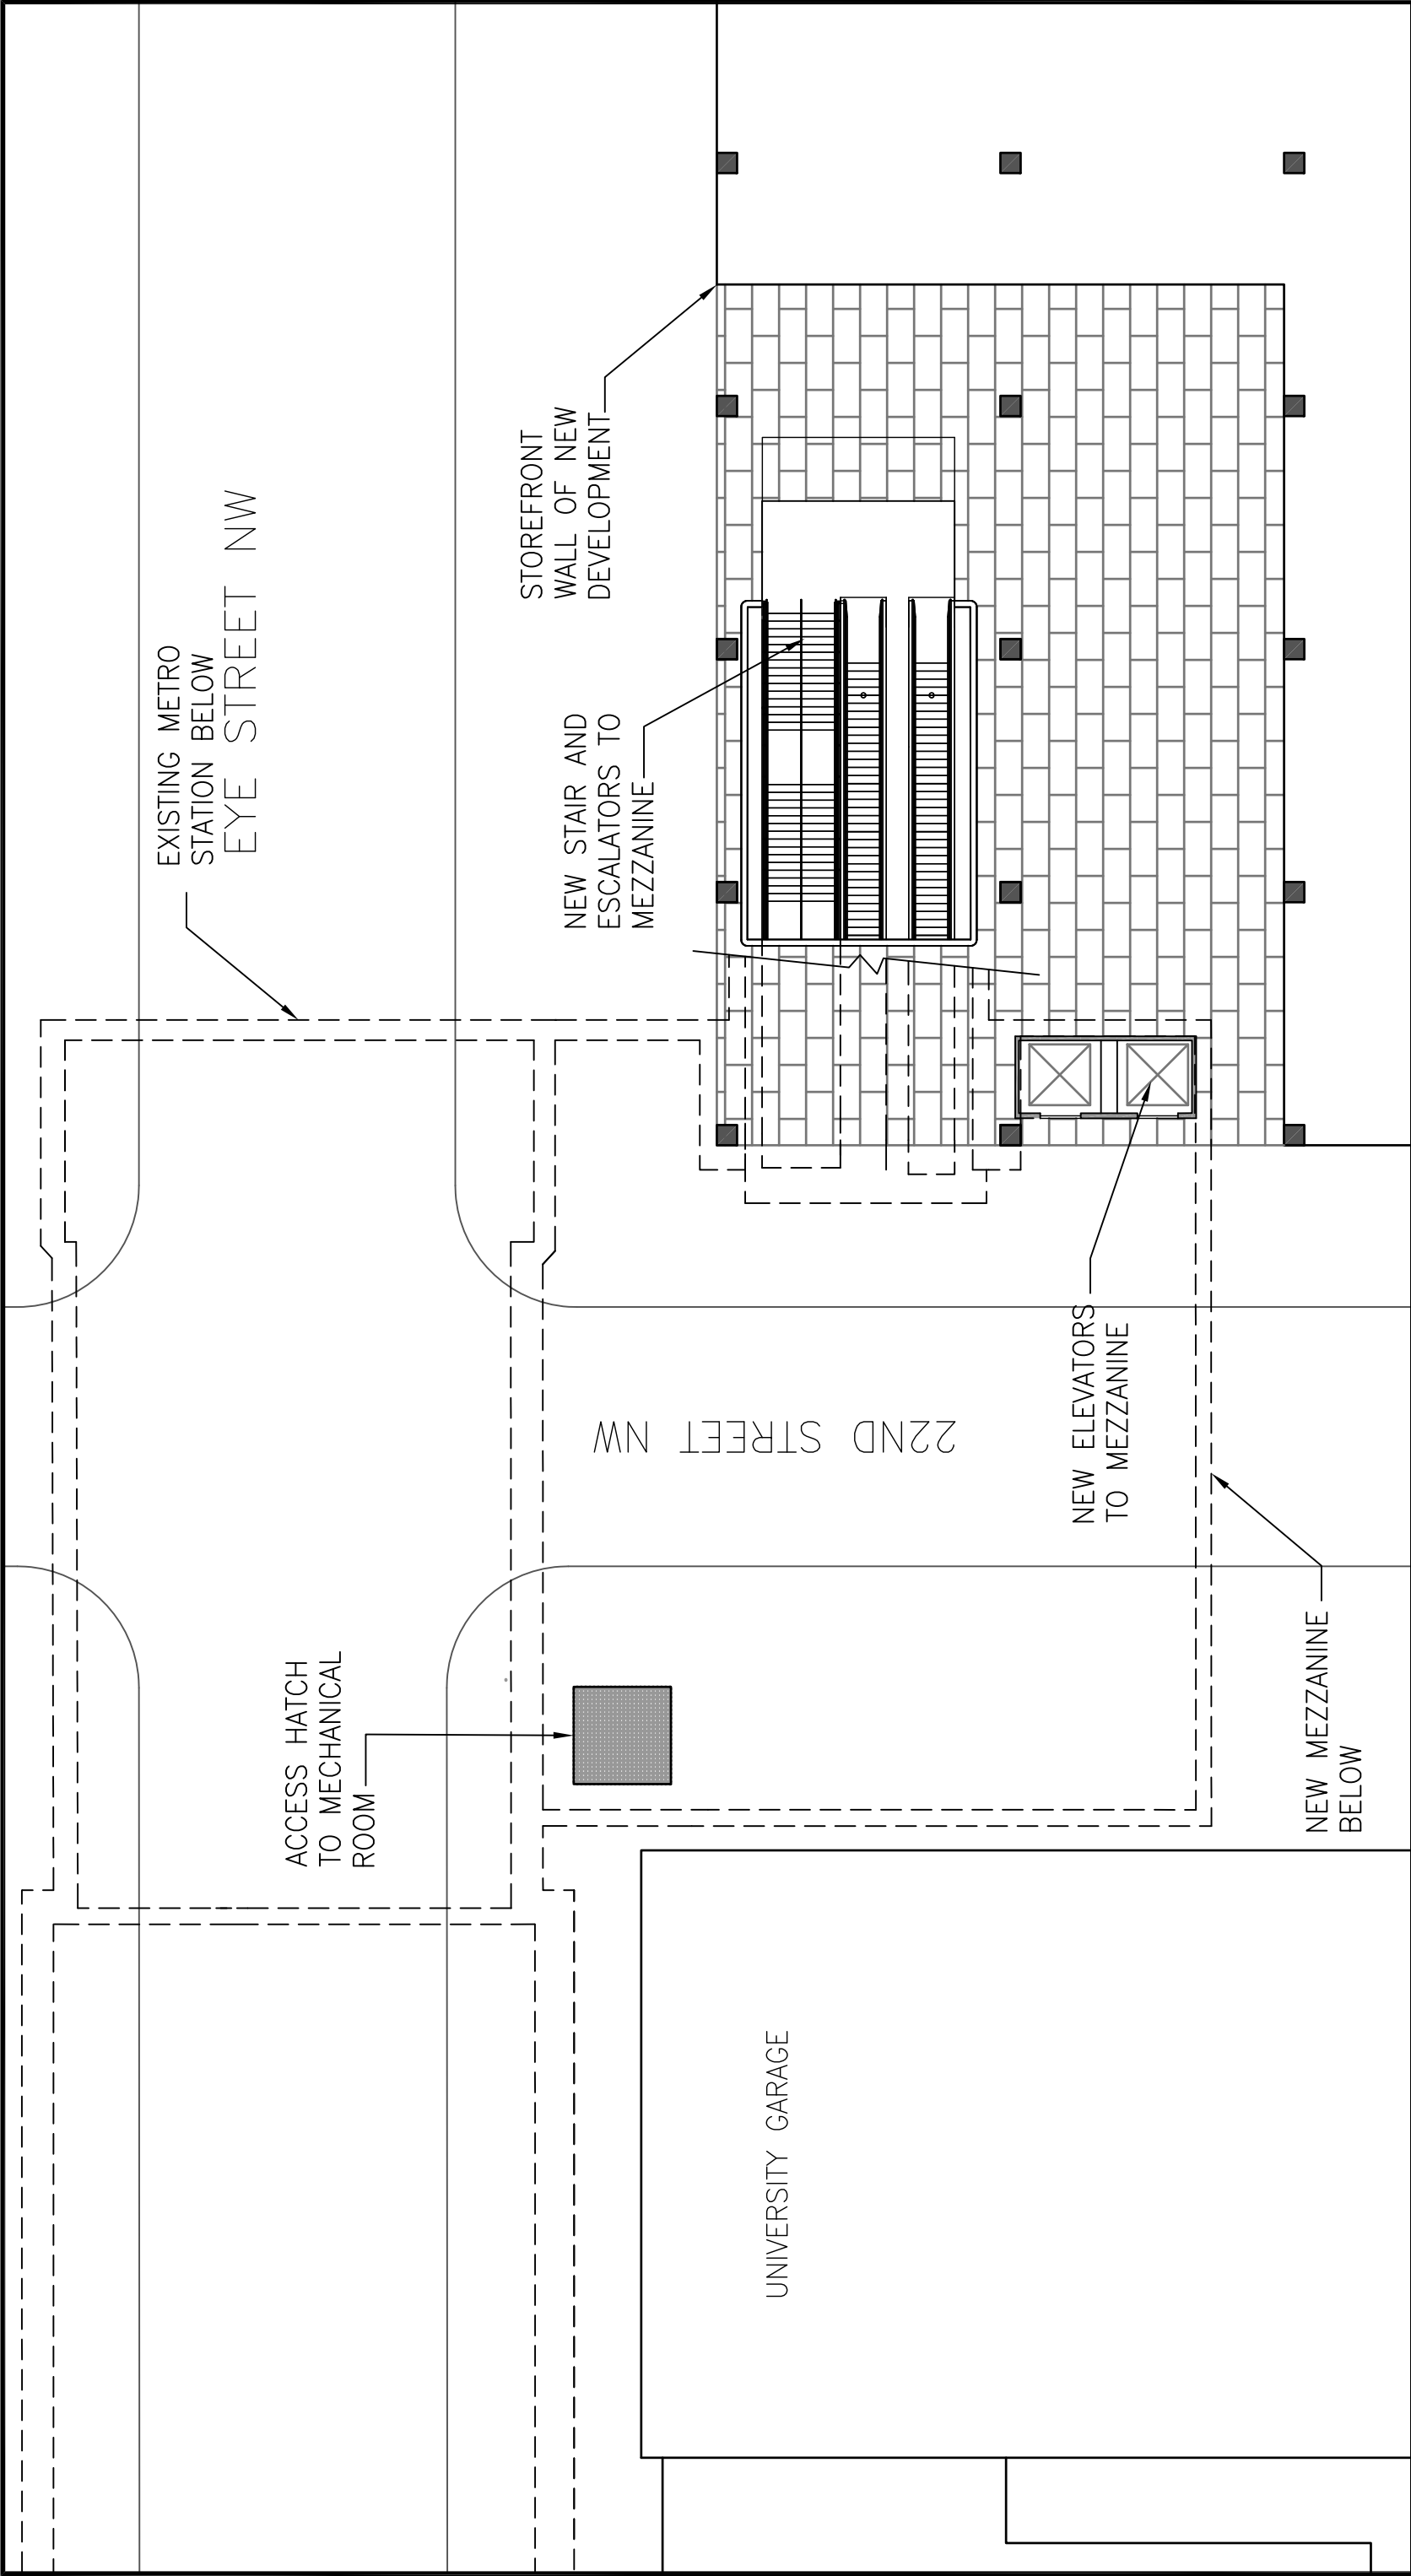 EXISTING METRO
STATION BELOW
EYE STREET NW
STOREFRONT
WALL OF NEW
DEVELOPMENT
NEW STAIR AND
ESCALATORS TO
MEZZANINE
ACCESS HATCH
TO MECHANICAL
ROOM
22ND STREET NW
NEW ELEVATORS
TO MEZZANINE
NEW MEZZANINE
BELOW
UNIVERSITY GARAGE